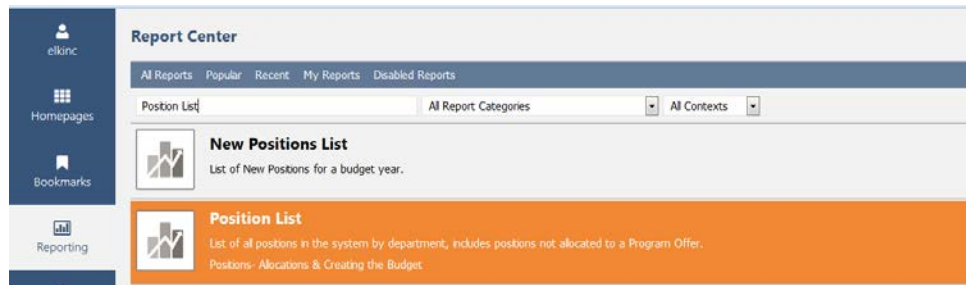 elkinc
Report Center
All Reports Popular Recent My Reports Disabled Reports
Homepages
Position List All Report Categories All Contexts
New Positions List
List of New Positions for a budget year.
Bookmarks
Position List
List of all positions in the system by department, includes positions not allocated to a Program Offer.
Reporting
Positions- Allocations & Creating the Budget